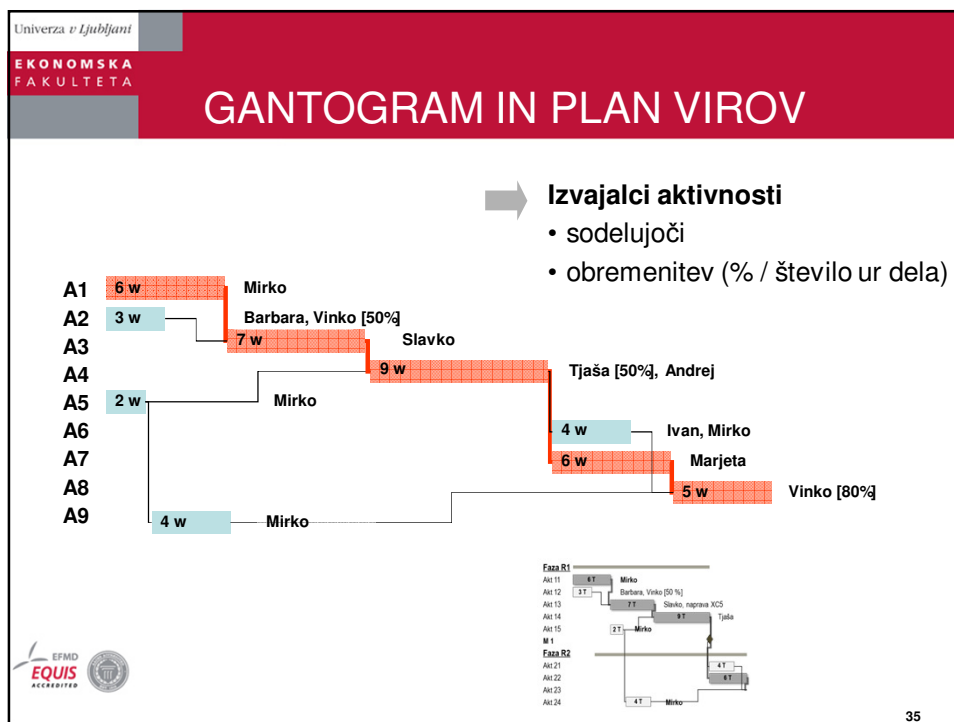 Univerza v Ljubljani
EKONOMSKA
FAKULTETA
GANTOGRAM IN PLAN VIROV
Izvajalci aktivnosti
• sodelujoči
• obremenitev (% / število ur dela)
A1 6 w Mirko
A2 3 w Barbara, Vinko [50%]
A3 7 w Slavko
A4 9 w Tjaša [50%], Andrej
A5 2 w Mirko
A6 4 w Ivan, Mirko
A7 6 w Marjeta
A8 5 w Vinko [80%]
A9 4 w Mirko
Faza R1
Akt 11 6 T Mirko
Akt 12 3 T Barbara, Vinko [50 %]
Akt 13 7 T Slavko, naprava XC5
Akt 14 9 T Tjaša
Akt 15 2 T Mirko
M 1
Faza R2
Akt 21 4 T
Akt 22 6 T
Akt 23
Akt 24 4 T Mirko
EFMD
EQUIS
ACCREDITED
35